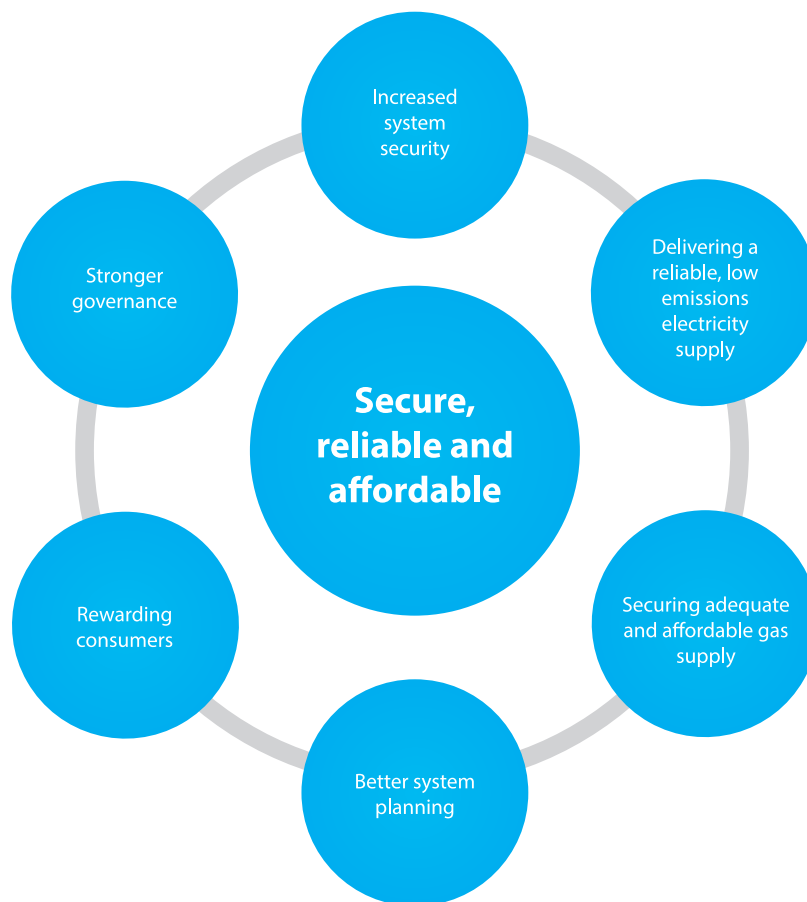 Increased
system
security
Delivering a
reliable, low
emissions
electricity
supply
Stronger
governance
Secure,
reliable and
affordable
Rewarding
consumers
Securing adequate
and affordable gas
supply
Better system
planning